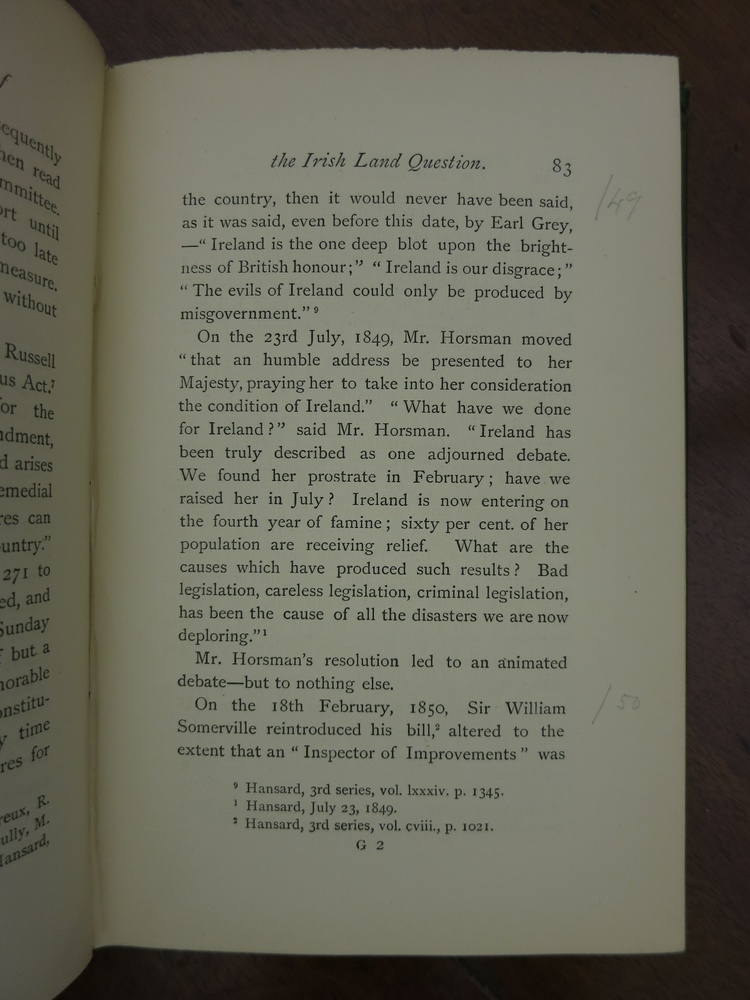 f
sequently
hen read
mmittee.
ort until
too late
measure.
without
Russell
us Act.⁷
or the
ndment,
d arises
emedial
res can
untry."
271 to
ed, and
Sunday
but a
norable
onstitu-
y time
res for
reux, R.
ully, M.
Hansard,
the Irish Land Question. 83
the country, then it would never have been said,
as it was said, even before this date, by Earl Grey,
—" Ireland is the one deep blot upon the bright-
ness of British honour;" " Ireland is our disgrace;"
" The evils of Ireland could only be produced by
misgovernment." ⁹
On the 23rd July, 1849, Mr. Horsman moved
" that an humble address be presented to her
Majesty, praying her to take into her consideration
the condition of Ireland." " What have we done
for Ireland?" said Mr. Horsman. " Ireland has
been truly described as one adjourned debate.
We found her prostrate in February; have we
raised her in July? Ireland is now entering on
the fourth year of famine; sixty per cent. of her
population are receiving relief. What are the
causes which have produced such results? Bad
legislation, careless legislation, criminal legislation,
has been the cause of all the disasters we are now
deploring." ¹
Mr. Horsman's resolution led to an animated
debate—but to nothing else.
On the 18th February, 1850, Sir William
Somerville reintroduced his bill,² altered to the
extent that an " Inspector of Improvements " was
⁹ Hansard, 3rd series, vol. lxxxiv. p. 1345.
¹ Hansard, July 23, 1849.
² Hansard, 3rd series, vol. cviii., p. 1021.
G 2
/49
/50